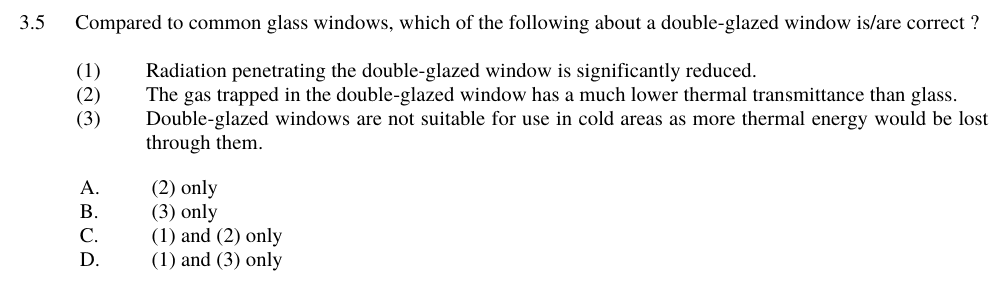 3.5 Compared to common glass windows, which of the following about a double-glazed window is/are correct ?
(1) Radiation penetrating the double-glazed window is significantly reduced.
(2) The gas trapped in the double-glazed window has a much lower thermal transmittance than glass.
(3) Double-glazed windows are not suitable for use in cold areas as more thermal energy would be lost
through them.
A. (2) only
B. (3) only
C. (1) and (2) only
D. (1) and (3) only